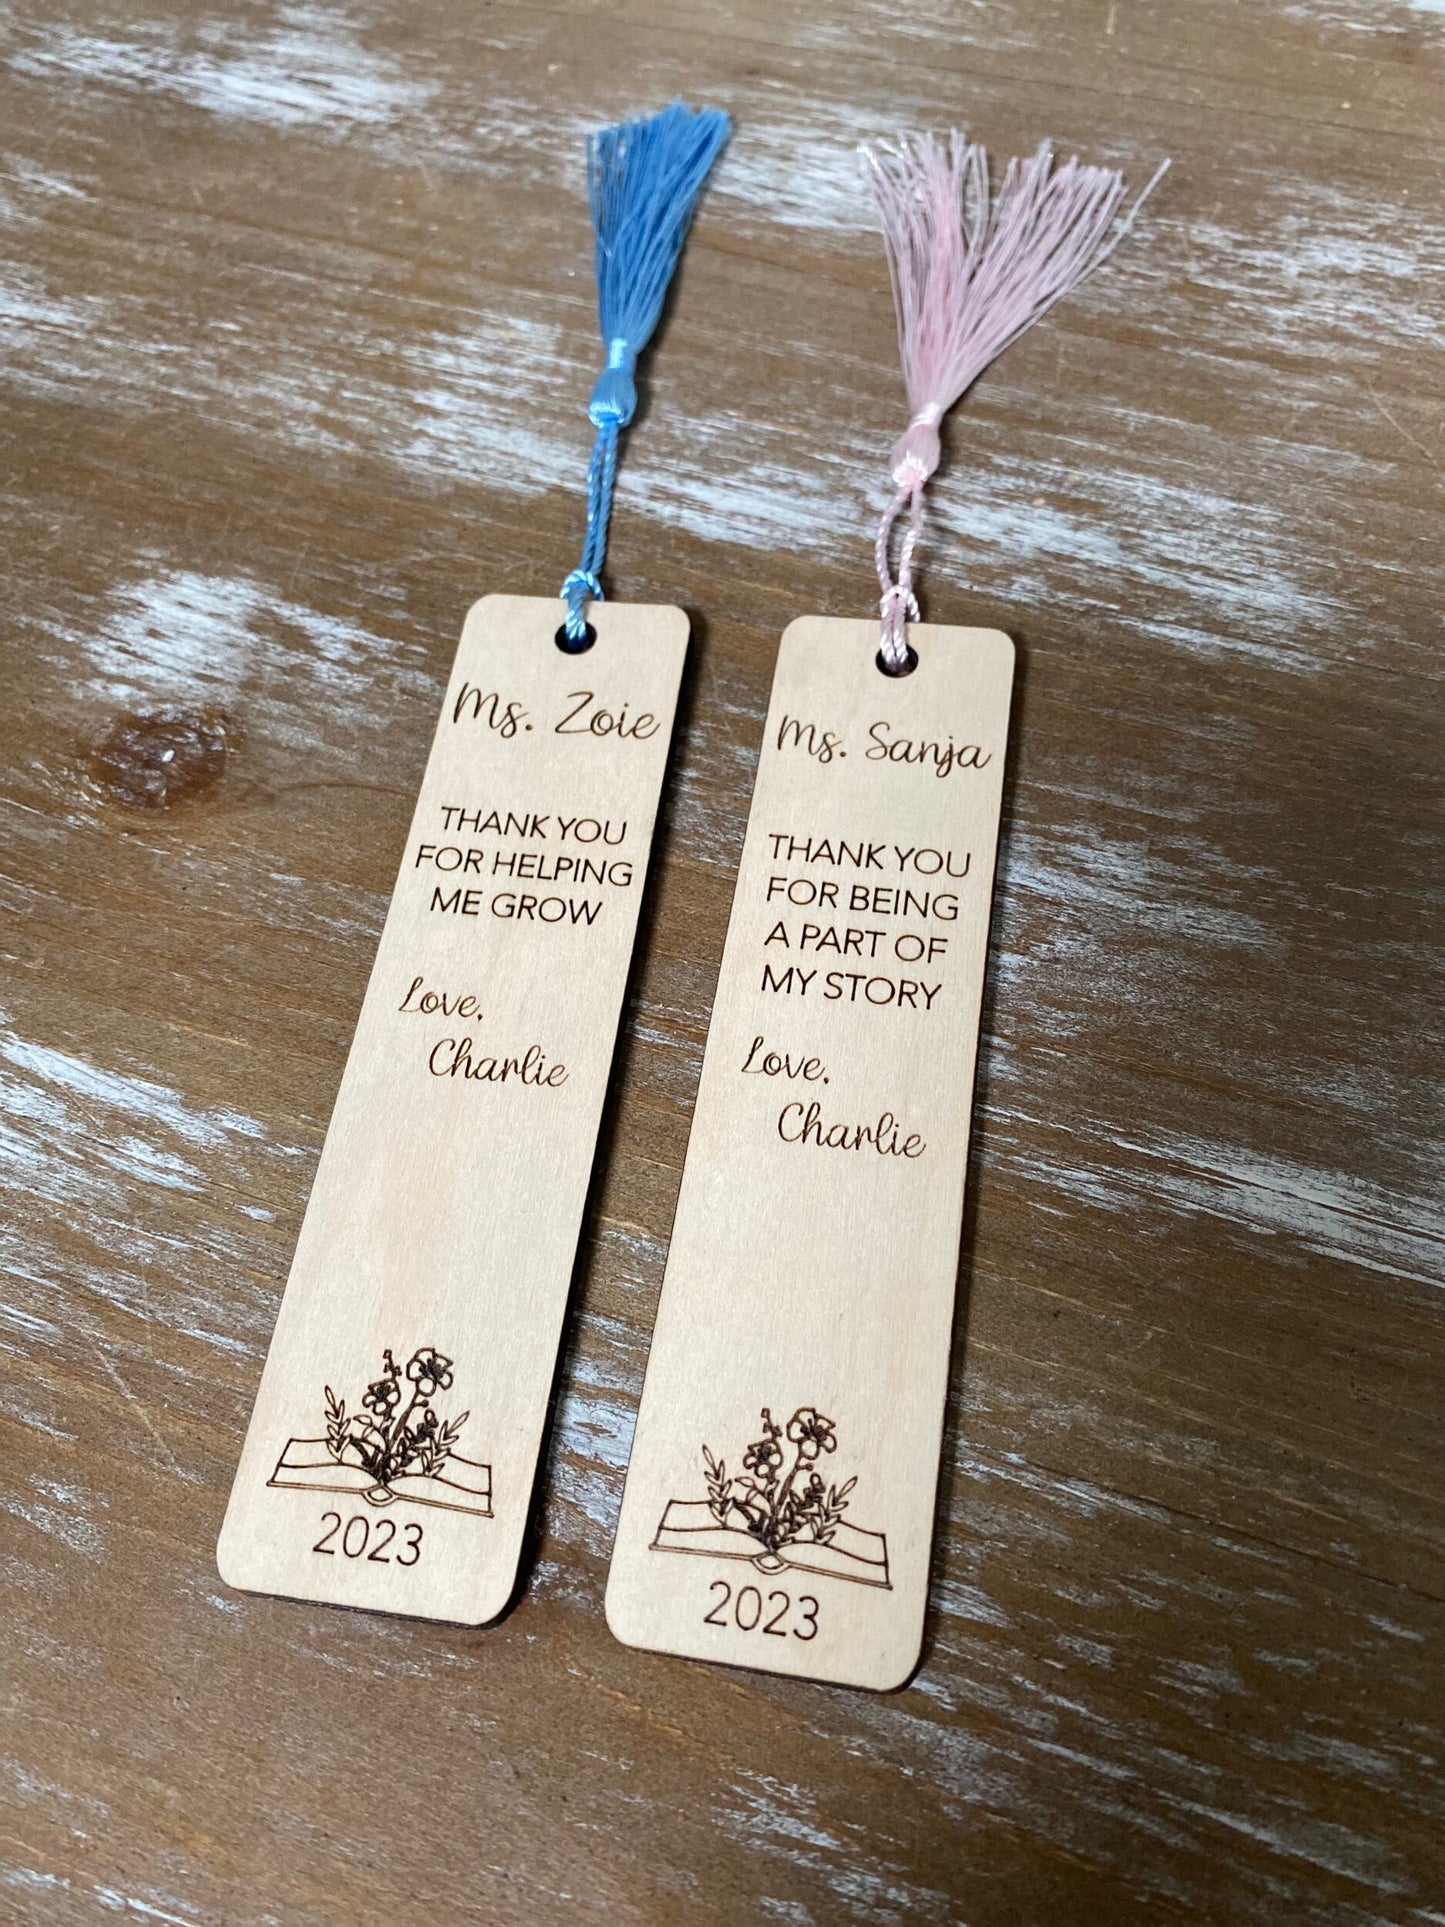 Ms. Zoie
THANK YOU
FOR HELPING
ME GROW
Love,
Charlie
2023
Ms. Sanja
THANK YOU
FOR BEING
A PART OF
MY STORY
Love,
Charlie
2023